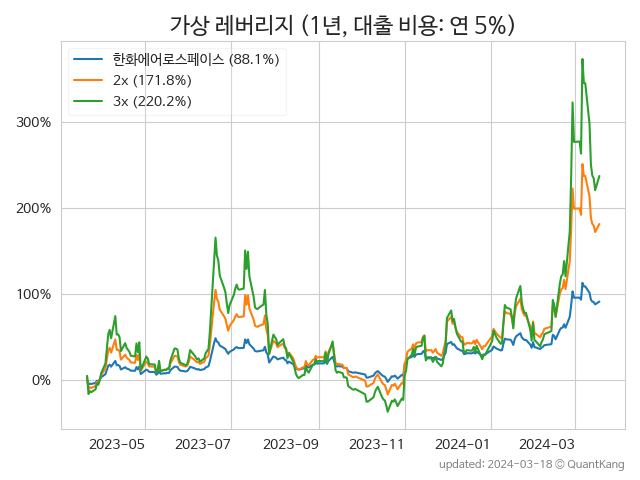 가상 레버리지 (1년, 대출 비용: 연 5%)
한화에어로스페이스 (88.1%)
2x (171.8%)
3x (220.2%)
300%
200%
100%
0%
2023-05 2023-07 2023-09 2023-11 2024-01 2024-03
updated: 2024-03-18 © QuantKang